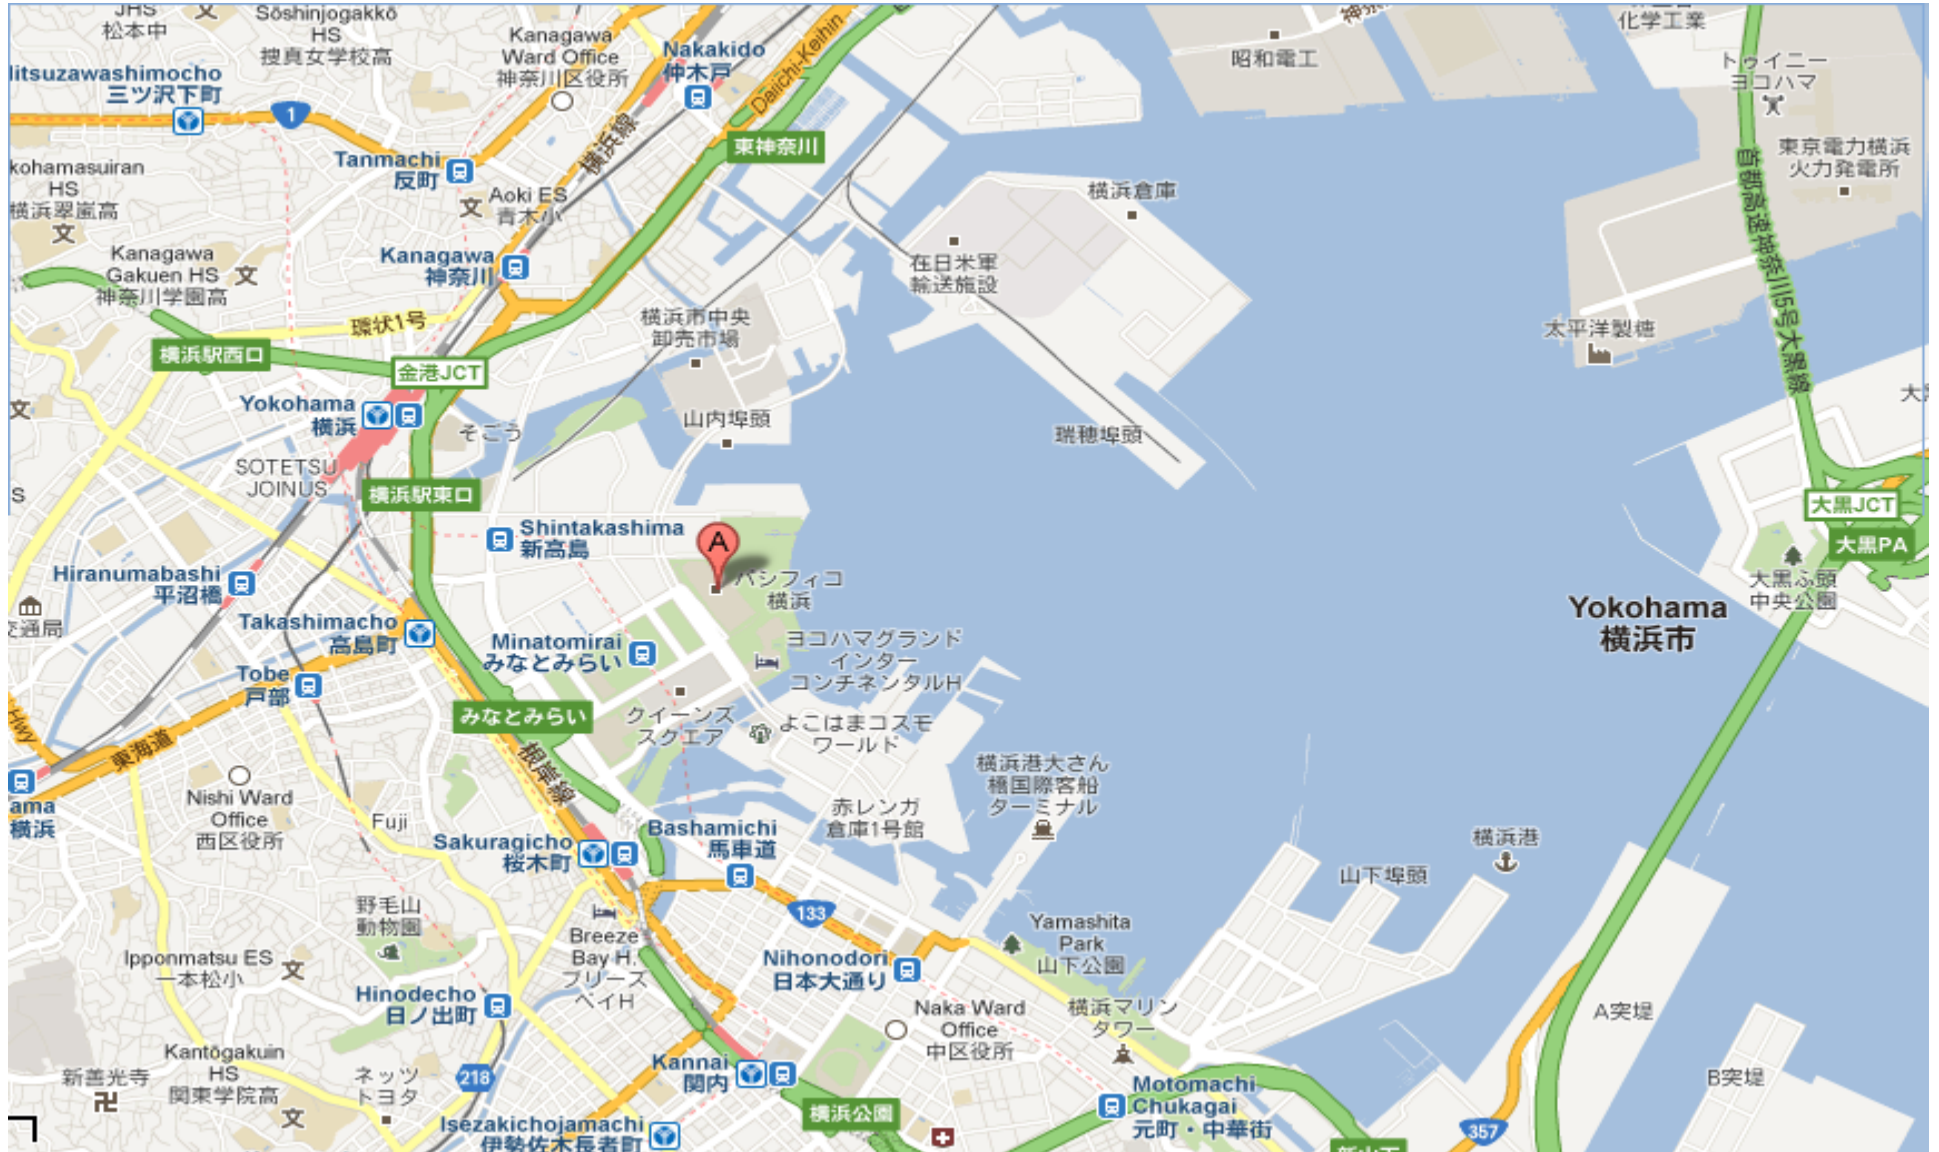 JHS
松本中
Sōshinjogakkō
HS
捜真女学校高
Kanagawa
Ward Office
神奈川区役所
Nakakido
仲木戸
Daiichi-Keihin
昭和電工
化学工業
トゥイニー
ヨコハマ
litsuzawashimocho
三ツ沢下町
1
横浜線
東神奈川
東京電力横浜
火力発電所
Tanmachi
反町
Aoki ES
青木小
kohamasuiran
HS
横浜翠嵐高
横浜倉庫
首都高速神奈川5号大黒線
Kanagawa
Gakuen HS
神奈川学園高
Kanagawa
神奈川
在日米軍
輸送施設
環状1号
横浜市中央
卸売市場
太平洋製糖
横浜駅西口
金港JCT
Yokohama
横浜
そごう
山内埠頭
瑞穂埠頭
SOTETSU
JOINUS
横浜駅東口
S
大黒JCT
大黒PA
Shintakashima
新高島
A
パシフィコ
横浜
大黒ふ頭
中央公園
Hiranumabashi
平沼橋
交通局
Takashimacho
高島町
Minatomirai
みなとみらい
ヨコハマグランド
インター
コンチネンタルH
Yokohama
横浜市
Tobe
戸部
Hwy
東海道
みなとみらい
クイーンズ
スクエア
よこはまコスモ
ワールド
根岸線
横浜港大さん
橋国際客船
ターミナル
ama
横浜
Nishi Ward
Office
西区役所
Fuji
赤レンガ
倉庫1号館
Sakuragicho
桜木町
Bashamichi
馬車道
横浜港
山下埠頭
野毛山
動物園
133
Breeze
Bay H,
ブリーズ
ベイH
Yamashita
Park
山下公園
Ipponmatsu ES
一本松小
Nihonodori
日本大通り
Hinodecho
日ノ出町
Naka Ward
Office
中区役所
横浜マリン
タワー
A突堤
B突堤
Kantōgakuin
HS
関東学院高
新善光寺
ネッツ
トヨタ
218
Kannai
関内
Motomachi
Chukagai
元町・中華街
横浜公園
Isezakichojamachi
伊勢佐木長者町
357
新山下